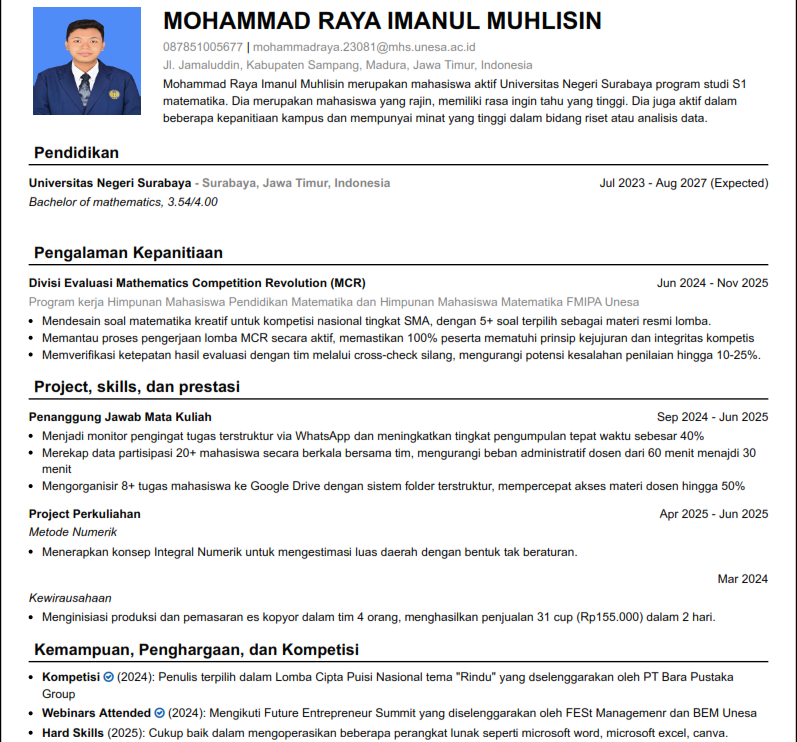 MOHAMMAD RAYA IMANUL MUHLISIN
087851005677 | mohammadraya.23081@mhs.unesa.ac.id
Jl. Jamaluddin, Kabupaten Sampang, Madura, Jawa Timur, Indonesia
Mohammad Raya Imanul Muhlisin merupakan mahasiswa aktif Universitas Negeri Surabaya program studi S1
matematika. Dia merupakan mahasiswa yang rajin, memiliki rasa ingin tahu yang tinggi. Dia juga aktif dalam
beberapa kepanitiaan kampus dan mempunyai minat yang tinggi dalam bidang riset atau analisis data.
Pendidikan
Universitas Negeri Surabaya - Surabaya, Jawa Timur, Indonesia Jul 2023 - Aug 2027 (Expected)
Bachelor of mathematics, 3.54/4.00
Pengalaman Kepanitiaan
Divisi Evaluasi Mathematics Competition Revolution (MCR) Jun 2024 - Nov 2025
Program kerja Himpunan Mahasiswa Pendidikan Matematika dan Himpunan Mahasiswa Matematika FMIPA Unesa
• Mendesain soal matematika kreatif untuk kompetisi nasional tingkat SMA, dengan 5+ soal terpilih sebagai materi resmi lomba.
• Memantau proses pengerjaan lomba MCR secara aktif, memastikan 100% peserta mematuhi prinsip kejujuran dan integritas kompetis
• Memverifikasi ketepatan hasil evaluasi dengan tim melalui cross-check silang, mengurangi potensi kesalahan penilaian hingga 10-25%.
Project, skills, dan prestasi
Penanggung Jawab Mata Kuliah Sep 2024 - Jun 2025
• Menjadi monitor pengingat tugas terstruktur via WhatsApp dan meningkatkan tingkat pengumpulan tepat waktu sebesar 40%
• Merekap data partisipasi 20+ mahasiswa secara berkala bersama tim, mengurangi beban administratif dosen dari 60 menit menajdi 30
menit
• Mengorganisir 8+ tugas mahasiswa ke Google Drive dengan sistem folder terstruktur, mempercepat akses materi dosen hingga 50%
Project Perkuliahan Apr 2025 - Jun 2025
Metode Numerik
• Menerapkan konsep Integral Numerik untuk mengestimasi luas daerah dengan bentuk tak beraturan.
Mar 2024
Kewirausahaan
• Menginisiasi produksi dan pemasaran es kopyor dalam tim 4 orang, menghasilkan penjualan 31 cup (Rp155.000) dalam 2 hari.
Kemampuan, Penghargaan, dan Kompetisi
• Kompetisi (2024): Penulis terpilih dalam Lomba Cipta Puisi Nasional tema "Rindu" yang dselenggarakan oleh PT Bara Pustaka
Group
• Webinars Attended (2024): Mengikuti Future Entrepreneur Summit yang diselenggarakan oleh FESt Managemenr dan BEM Unesa
• Hard Skills (2025): Cukup baik dalam mengoperasikan beberapa perangkat lunak seperti microsoft word, microsoft excel, canva.